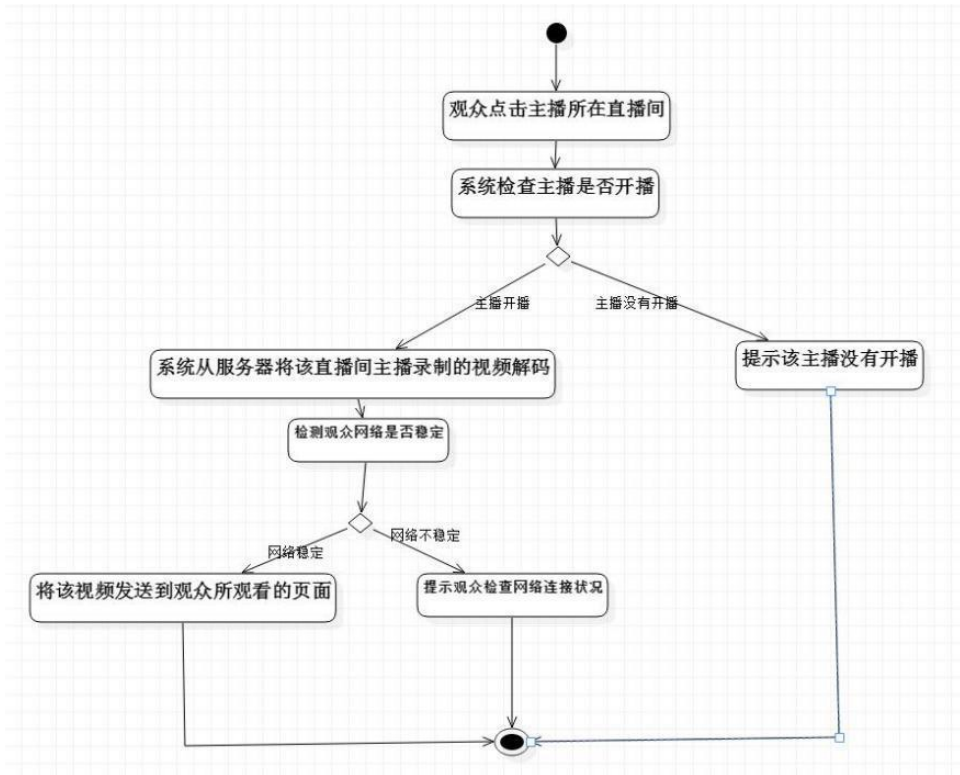 观众点击主播所在直播间
系统检查主播是否开播
主播开播
主播没有开播
系统从服务器将该直播间主播录制的视频解码
提示该主播没有开播
检测观众网络是否稳定
网络稳定
网络不稳定
将该视频发送到观众所观看的页面
提示观众检查网络连接状况